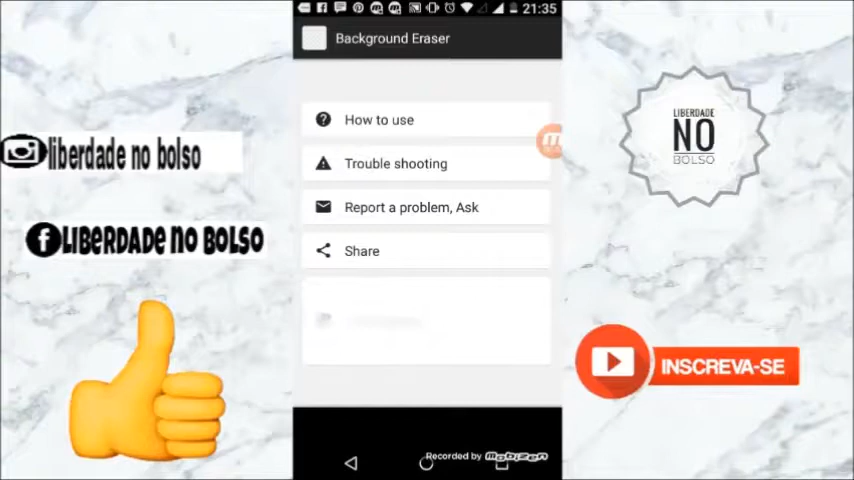 21:35
Background Eraser
How to use
Trouble shooting
Report a problem, Ask
Share
liberdade no bolso
LIBERDADE NO BOLSO
LIBERDADE
NO
BOLSO
INSCREVA-SE
Recorded by mobizen